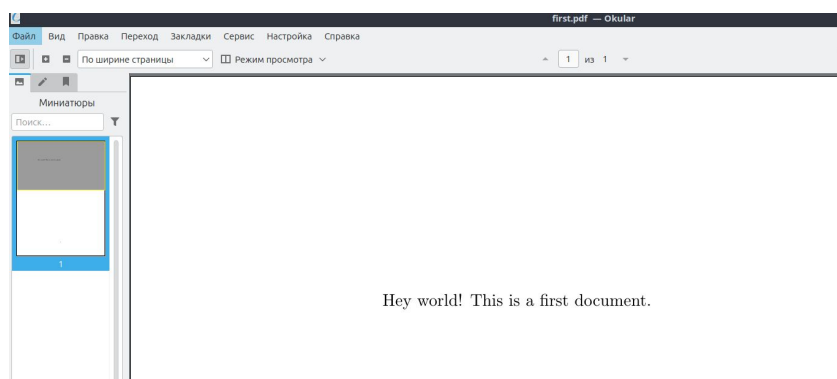 first.pdf — Okular
Файл Вид Правка Переход Закладки Сервис Настройка Справка
По ширине страницы Режим просмотра 1 из 1
Миниатюры
Поиск...
1
Hey world! This is a first document.